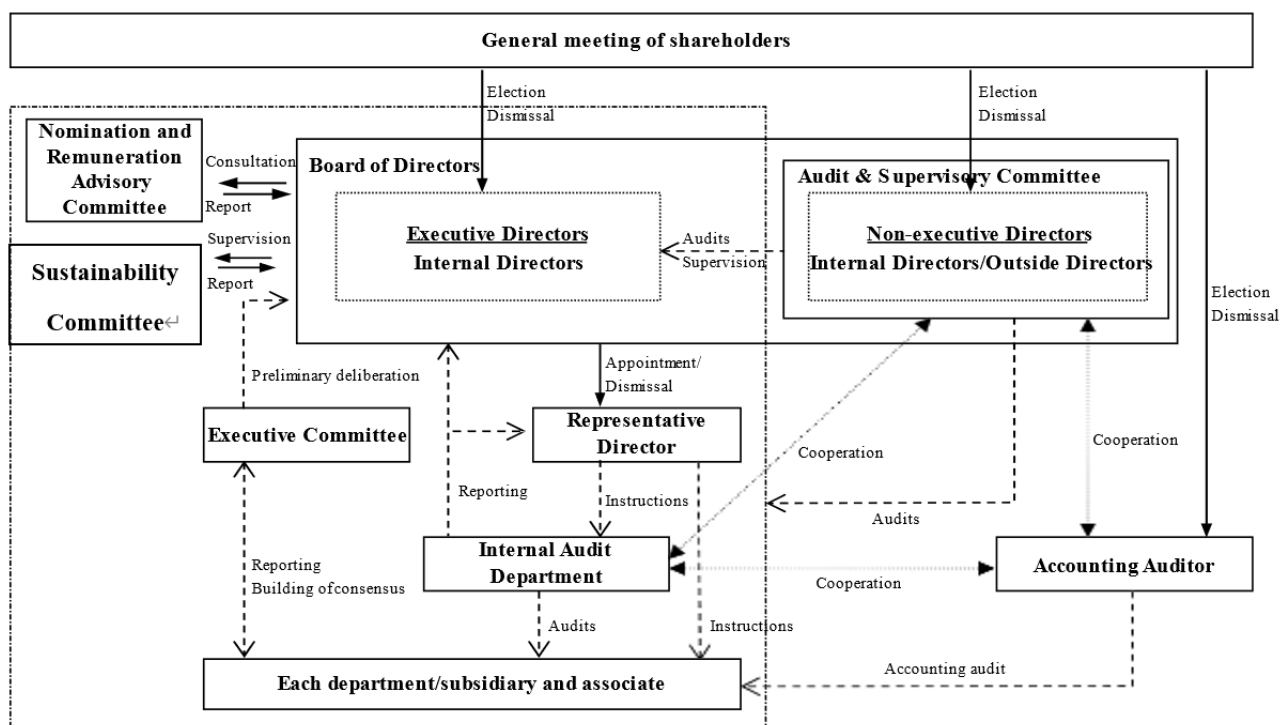 General meeting of shareholders
Election
Dismissal
Election
Dismissal
Nomination and
Remuneration
Advisory
Committee
Consultation
Report
Board of Directors
Audit & Supervisory Committee
Executive Directors
Internal Directors
Audits
Supervision
Non-executive Directors
Internal Directors/Outside Directors
Supervision
Report
Sustainability
Committee↵
Election
Dismissal
Preliminary deliberation
Appointment/
Dismissal
Executive Committee
Representative
Director
Cooperation
Cooperation
Reporting
Instructions
Audits
Internal Audit
Department
Accounting Auditor
Reporting
Building ofconsensus
Cooperation
Audits
Instructions
Accounting audit
Each department/subsidiary and associate